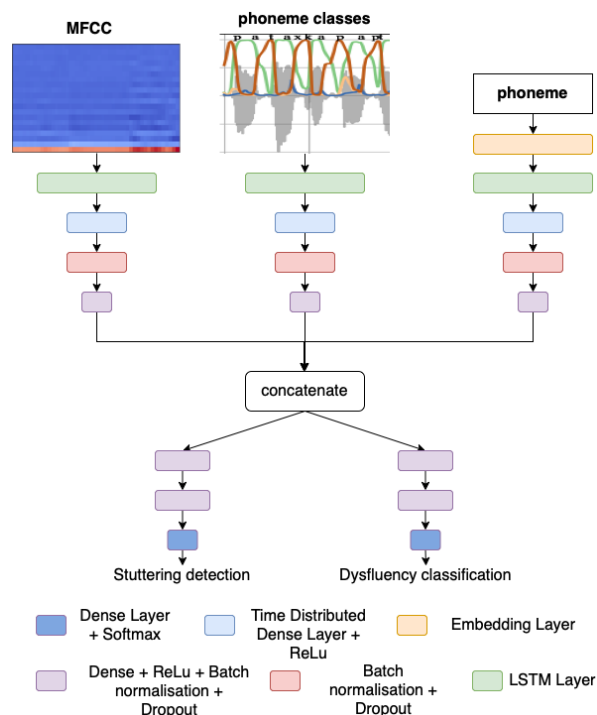 MFCC
phoneme classes
p a t a x k a p a p t
phoneme
concatenate
Stuttering detection
Dysfluency classification
Dense Layer
+ Softmax
Time Distributed
Dense Layer +
ReLu
Embedding Layer
Dense + ReLu + Batch
normalisation +
Dropout
Batch
normalisation +
Dropout
LSTM Layer